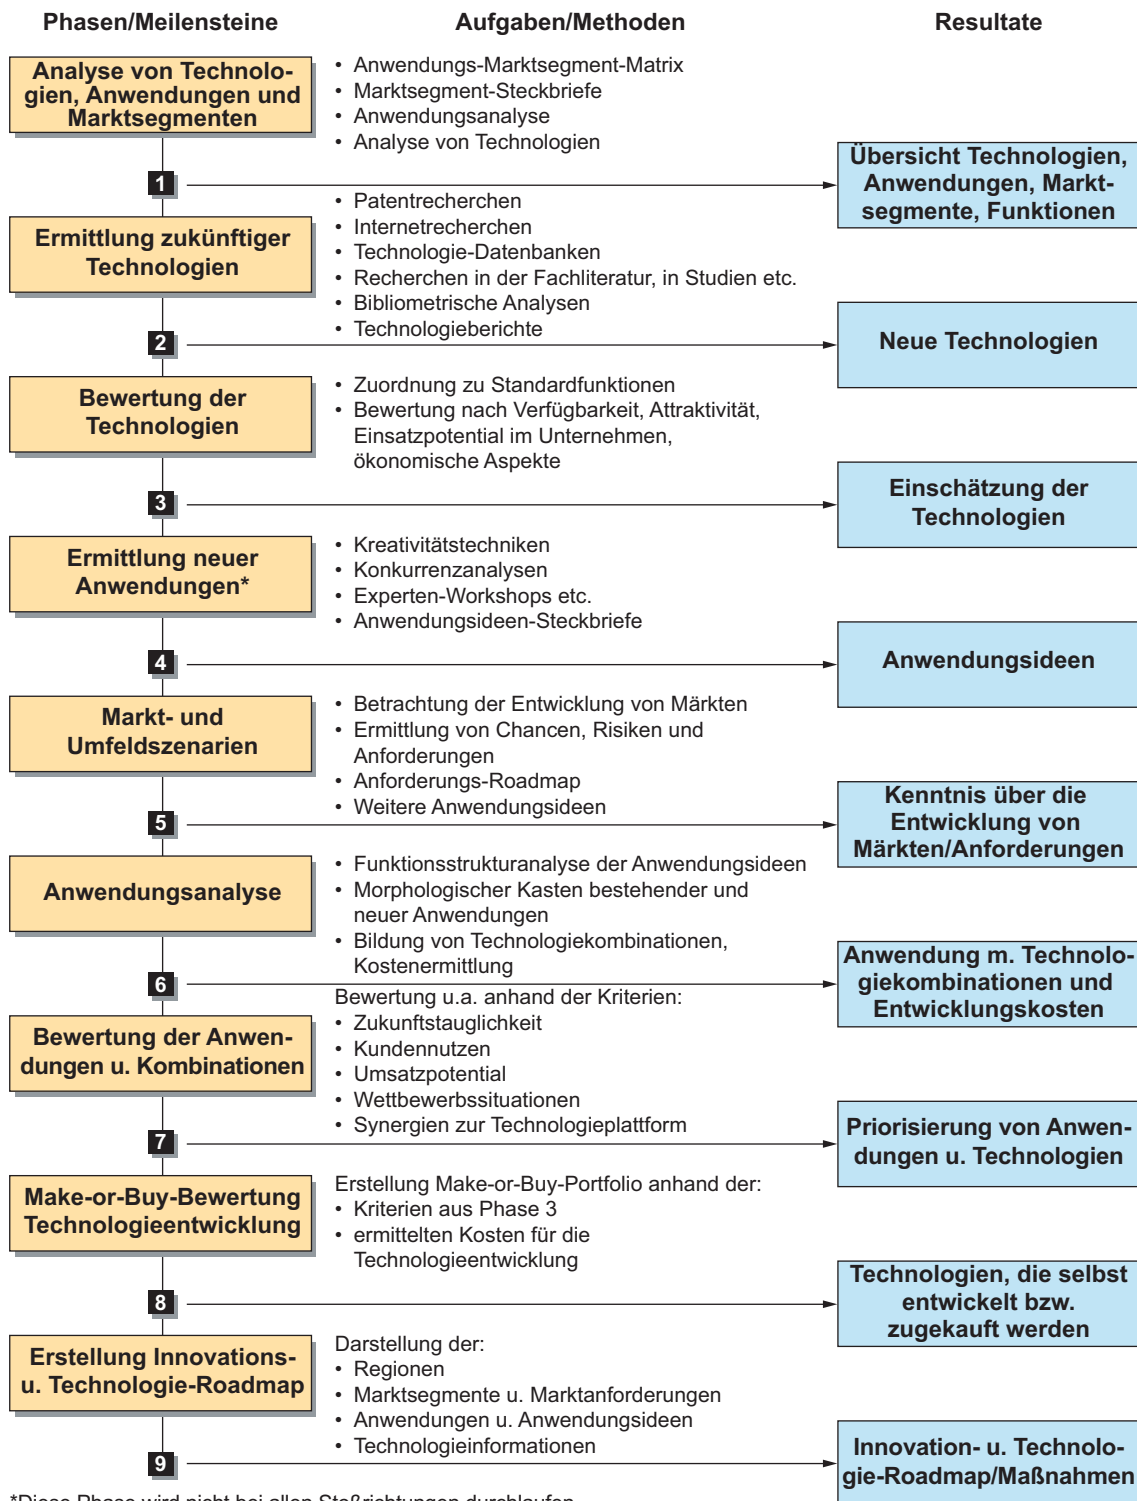 Phasen/Meilensteine
Aufgaben/Methoden
Resultate
Analyse von Technolo-
gien, Anwendungen und
Marktsegmenten
• Anwendungs-Marktsegment-Matrix
• Marktsegment-Steckbriefe
• Anwendungsanalyse
• Analyse von Technologien
1
Übersicht Technologien,
Anwendungen, Markt-
segmente, Funktionen
Ermittlung zukünftiger
Technologien
• Patentrecherchen
• Internetrecherchen
• Technologie-Datenbanken
• Recherchen in der Fachliteratur, in Studien etc.
• Bibliometrische Analysen
• Technologieberichte
2
Neue Technologien
Bewertung der
Technologien
• Zuordnung zu Standardfunktionen
• Bewertung nach Verfügbarkeit, Attraktivität,
Einsatzpotential im Unternehmen,
ökonomische Aspekte
3
Einschätzung der
Technologien
Ermittlung neuer
Anwendungen*
• Kreativitätstechniken
• Konkurrenzanalysen
• Experten-Workshops etc.
• Anwendungsideen-Steckbriefe
4
Anwendungsideen
Markt- und
Umfeldszenarien
• Betrachtung der Entwicklung von Märkten
• Ermittlung von Chancen, Risiken und
Anforderungen
• Anforderungs-Roadmap
• Weitere Anwendungsideen
5
Kenntnis über die
Entwicklung von
Märkten/Anforderungen
Anwendungsanalyse
• Funktionsstrukturanalyse der Anwendungsideen
• Morphologischer Kasten bestehender und
neuer Anwendungen
• Bildung von Technologiekombinationen,
Kostenermittlung
6
Anwendung m. Technolo-
giekombinationen und
Entwicklungskosten
Bewertung der Anwen-
dungen u. Kombinationen
Bewertung u.a. anhand der Kriterien:
• Zukunftstauglichkeit
• Kundennutzen
• Umsatzpotential
• Wettbewerbssituationen
• Synergien zur Technologieplattform
7
Priorisierung von Anwen-
dungen u. Technologien
Make-or-Buy-Bewertung
Technologieentwicklung
Erstellung Make-or-Buy-Portfolio anhand der:
• Kriterien aus Phase 3
• ermittelten Kosten für die
Technologieentwicklung
8
Technologien, die selbst
entwickelt bzw.
zugekauft werden
Erstellung Innovations-
u. Technologie-Roadmap
Darstellung der:
• Regionen
• Marktsegmente u. Marktanforderungen
• Anwendungen u. Anwendungsideen
• Technologieinformationen
9
Innovation- u. Technolo-
gie-Roadmap/Maßnahmen
*Diese Phase wird nicht bei allen Stoßrichtungen durchlaufen